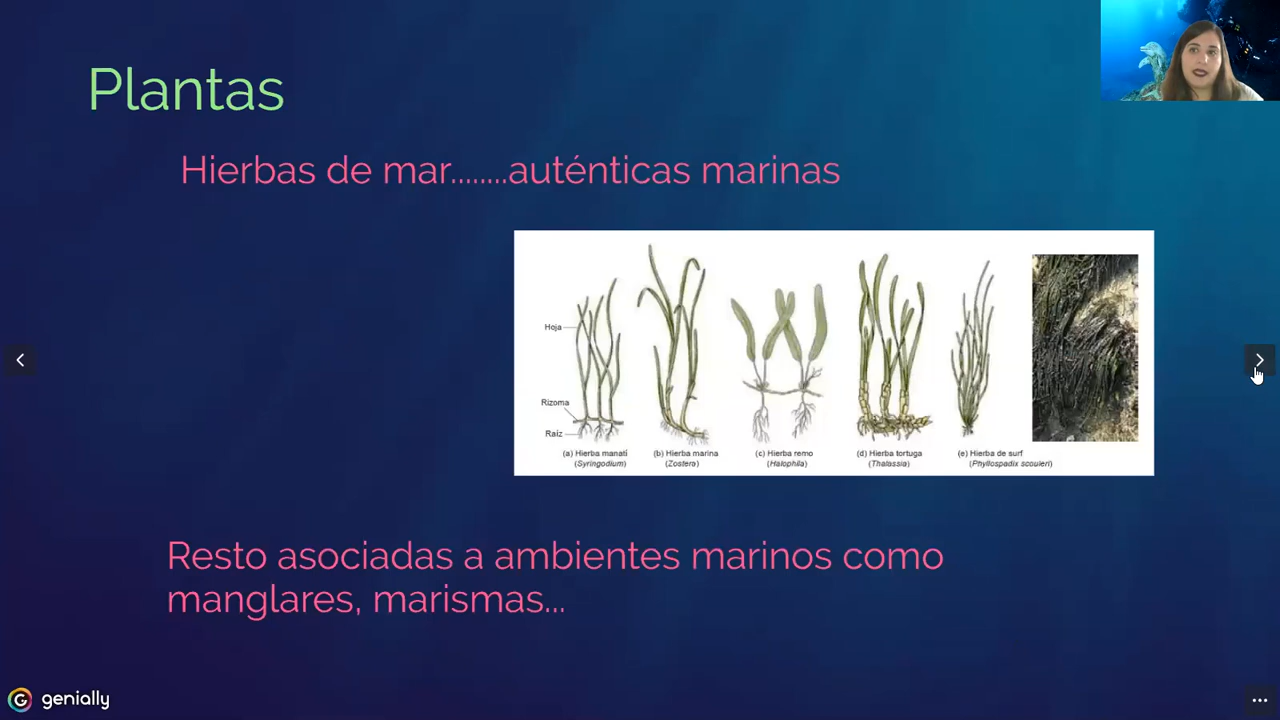 Plantas
Hierbas de mar........auténticas marinas
Hoja
Rizoma
Raíz
(a) Hierba manatí
(Syringodium)
(b) Hierba marina
(Zostera)
(c) Hierba remo
(Halophila)
(d) Hierba tortuga
(Thalassia)
(e) Hierba de surf
(Phyllospadix scouleri)
Resto asociadas a ambientes marinos como
manglares, marismas...
genially